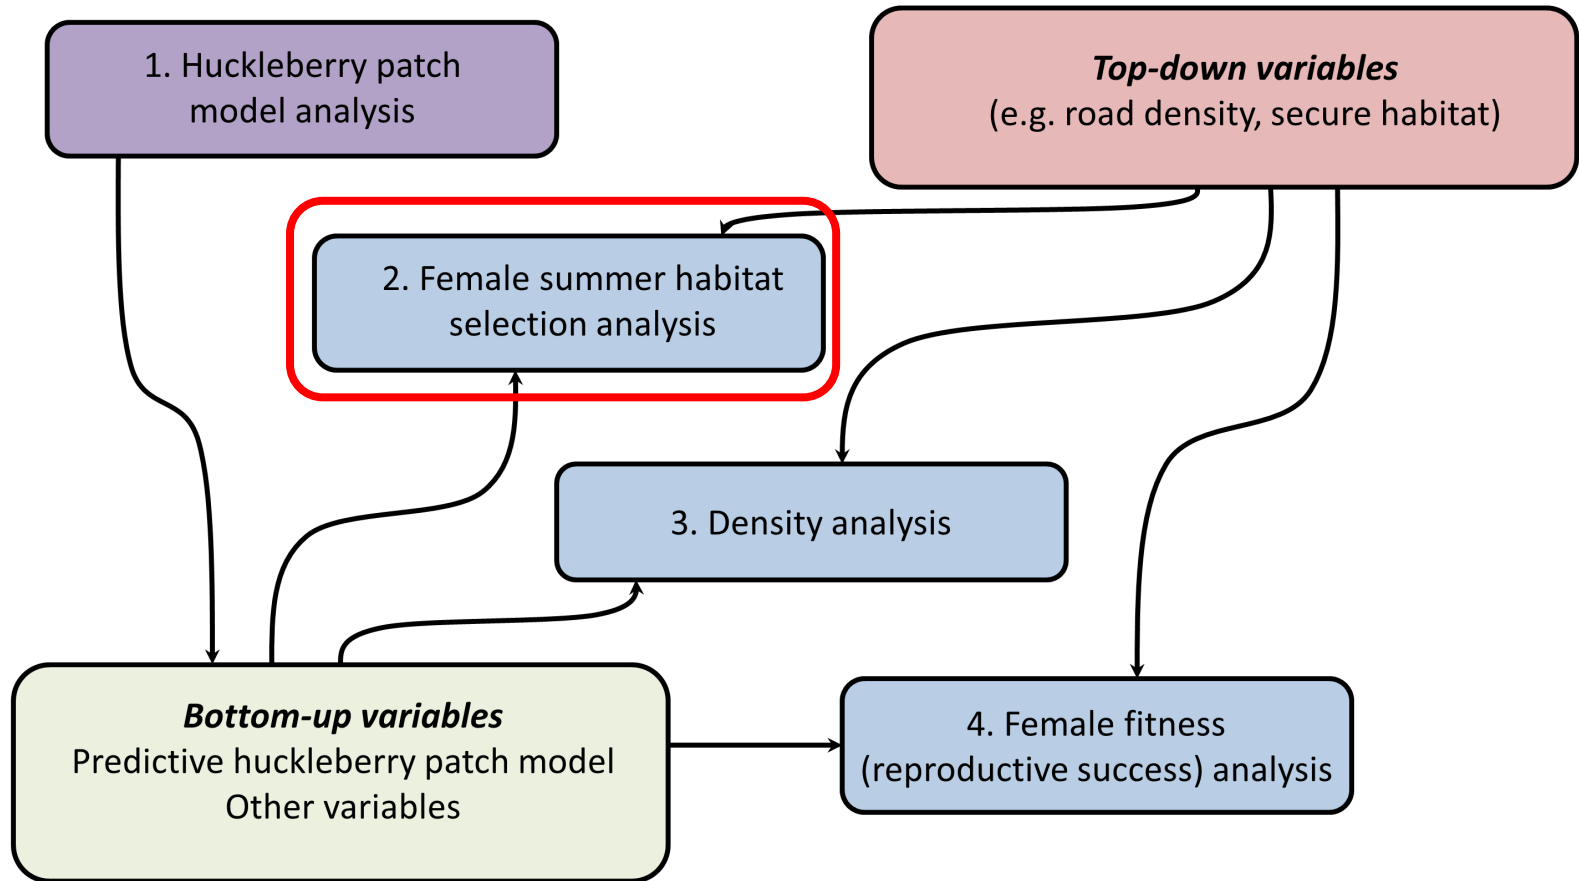 1. Huckleberry patch
model analysis
Top-down variables
(e.g. road density, secure habitat)
2. Female summer habitat
selection analysis
3. Density analysis
Bottom-up variables
Predictive huckleberry patch model
Other variables
4. Female fitness
(reproductive success) analysis